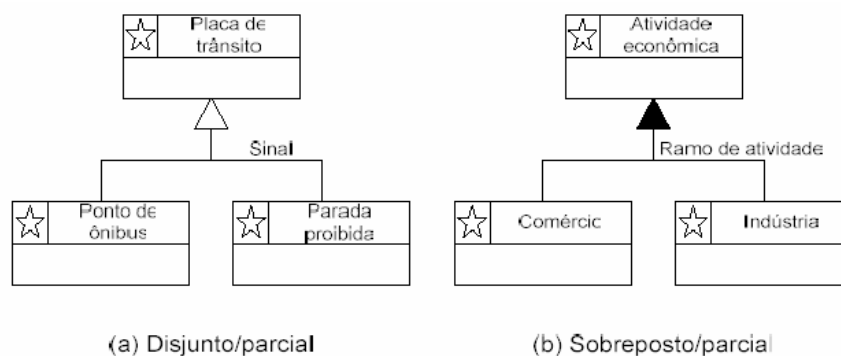 Placa de
trânsito
Sinal
Ponto de
ônibus
Parada
proibida
(a) Disjunto/parcial
Atividade
econômica
Ramo de atividade
Comércio
Indústria
(b) Sobreposto/parcial